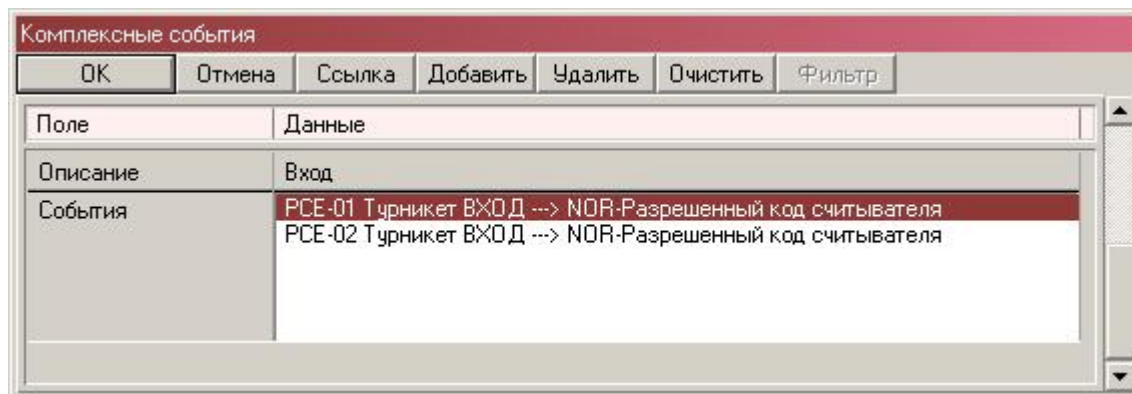 Комплексные события
OK Отмена Ссылка Добавить Удалить Очистить Фильтр
Поле Данные
Описание Вход
События PCE-01 Турникет ВХОД ---> NOR-Разрешенный код считывателя
PCE-02 Турникет ВХОД ---> NOR-Разрешенный код считывателя